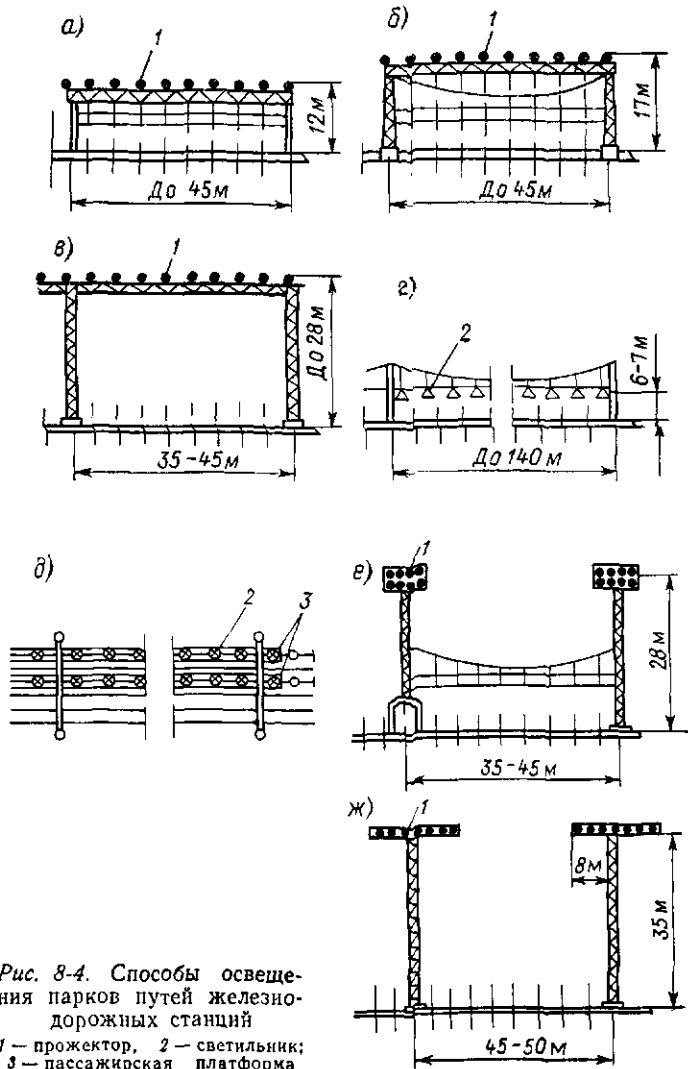 а)
1
12м
До 45м
б)
1
17м
До 45м
в)
1
До 28м
35-45м
г)
2
6-7м
До 140м
д)
2
3
е)
1
28м
35-45м
ж)
1
8м
35м
45-50м
Рис. 8-4. Способы освеще-
ния парков путей железно-
дорожных станций
1 — прожектор, 2 — светильник;
3 — пассажирская платформа